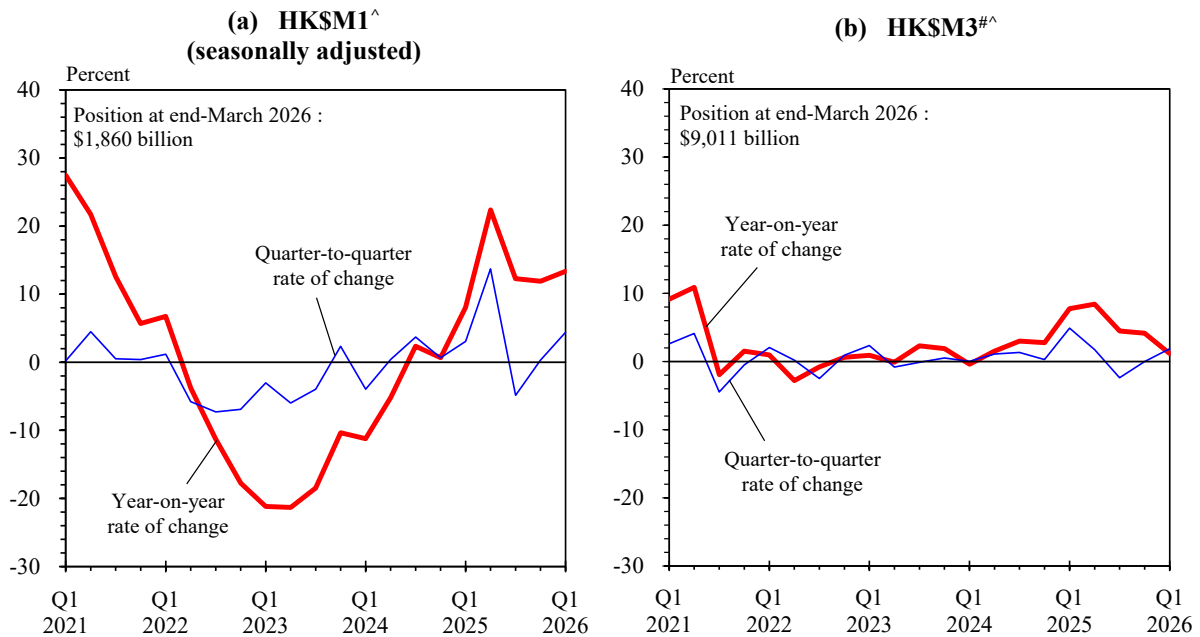 (a) HK$M1^
(seasonally adjusted)
Percent
40
30
20
10
0
-10
-20
-30
Position at end-March 2026 :
$1,860 billion
Quarter-to-quarter
rate of change
Year-on-year
rate of change
Q1 Q1 Q1 Q1 Q1 Q1
2021 2022 2023 2024 2025 2026
(b) HK$M3#^
Percent
40
30
20
10
0
-10
-20
-30
Position at end-March 2026 :
$9,011 billion
Year-on-year
rate of change
Quarter-to-quarter
rate of change
Q1 Q1 Q1 Q1 Q1 Q1
2021 2022 2023 2024 2025 2026